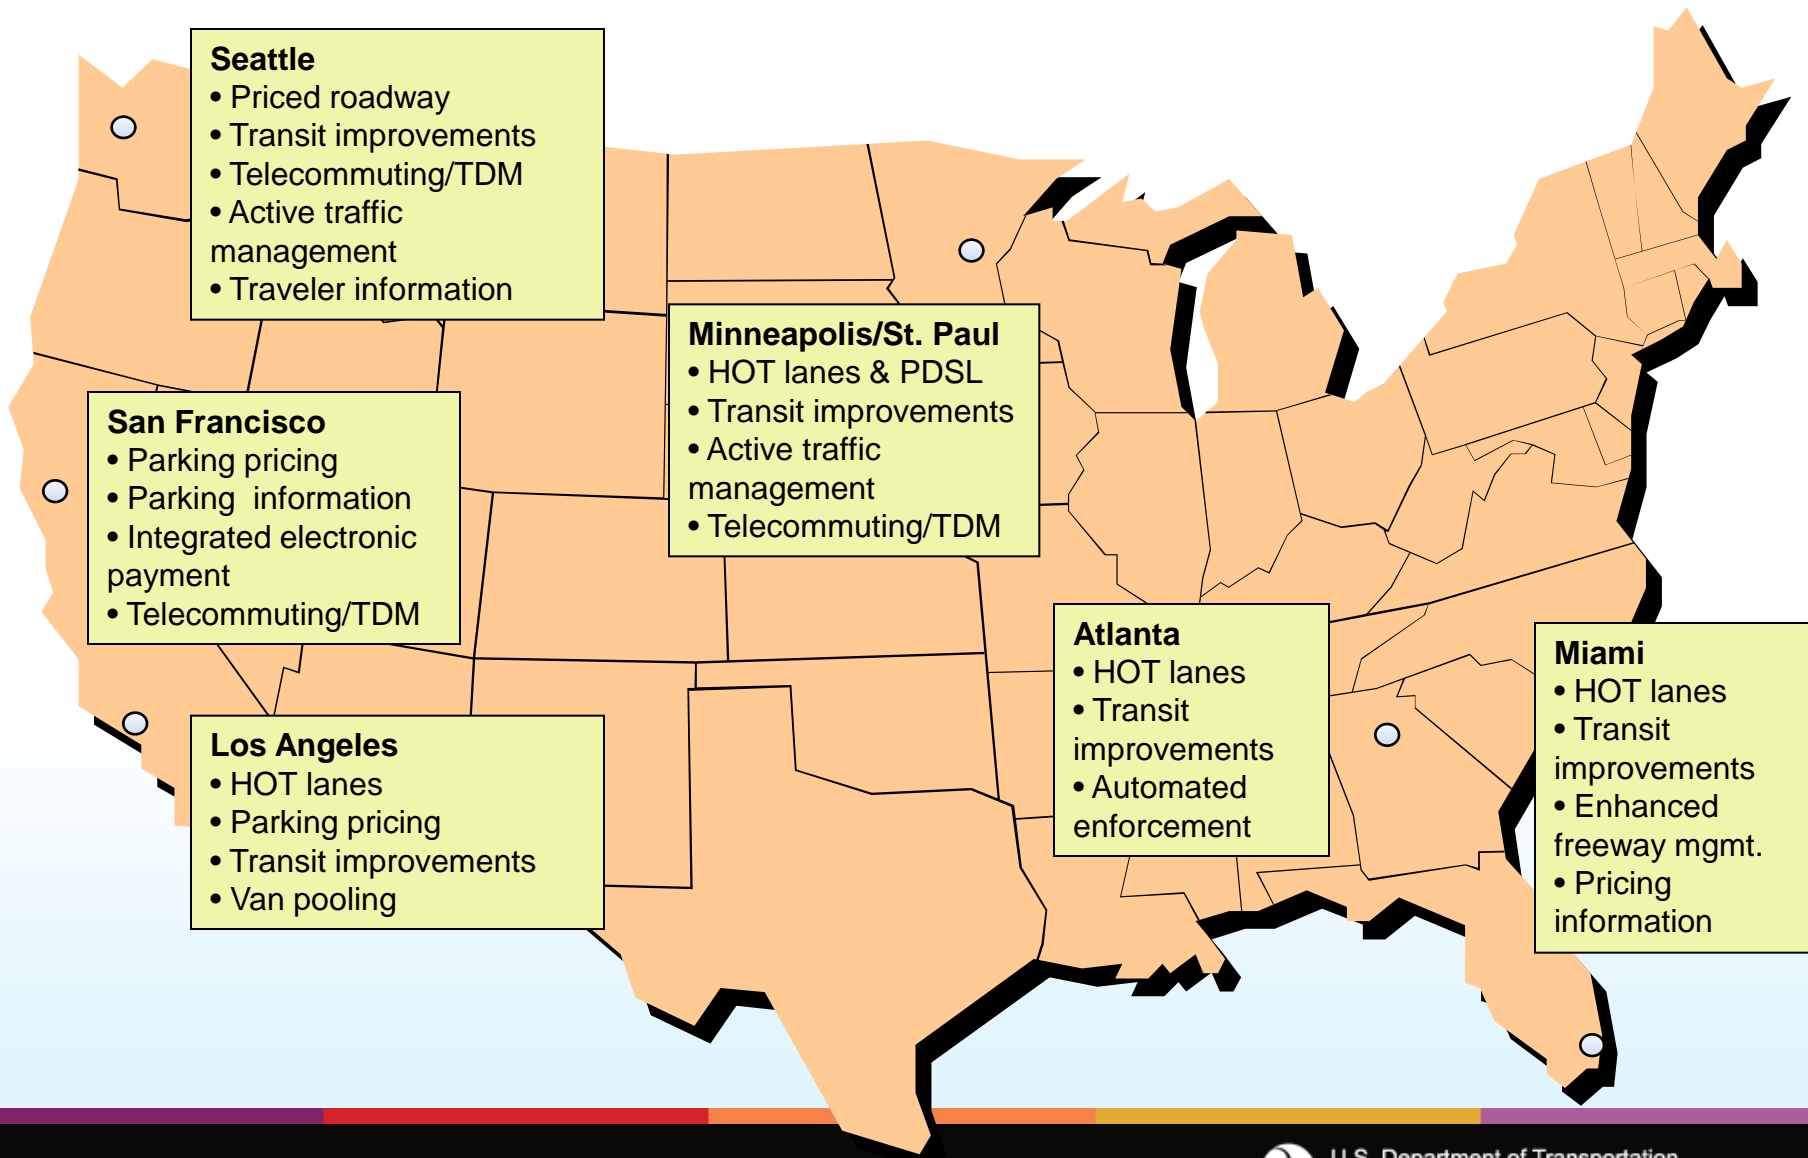 Seattle
• Priced roadway
• Transit improvements
• Telecommuting/TDM
• Active traffic
management
• Traveler information
Minneapolis/St. Paul
• HOT lanes & PDSL
• Transit improvements
• Active traffic
management
• Telecommuting/TDM
San Francisco
• Parking pricing
• Parking information
• Integrated electronic
payment
• Telecommuting/TDM
Los Angeles
• HOT lanes
• Parking pricing
• Transit improvements
• Van pooling
Atlanta
• HOT lanes
• Transit
improvements
• Automated
enforcement
Miami
• HOT lanes
• Transit
improvements
• Enhanced
freeway mgmt.
• Pricing
information
U.S. Department of Transportation